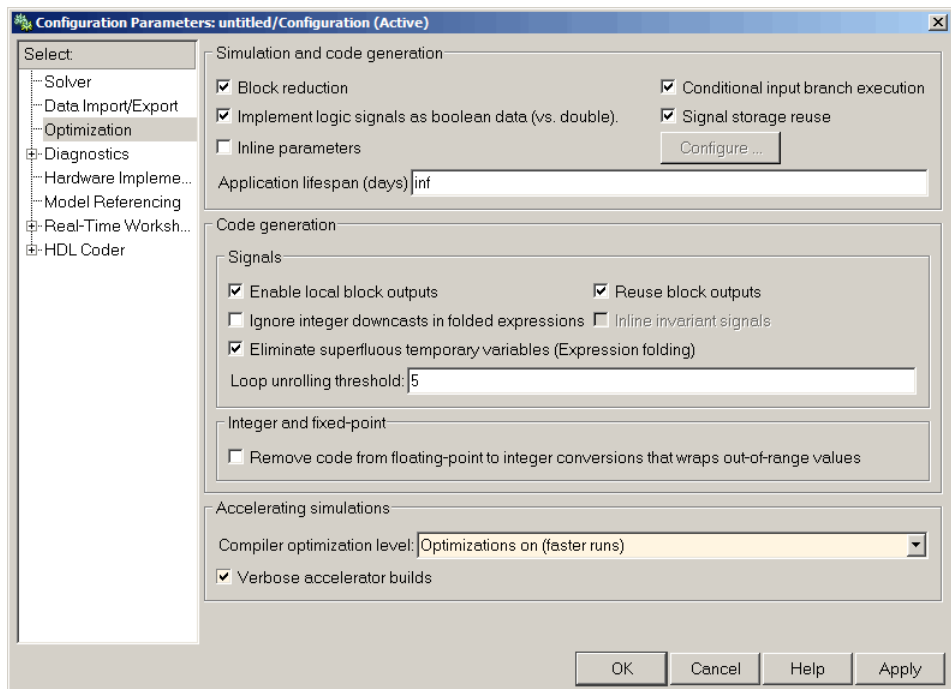 Configuration Parameters: untitled/Configuration (Active)
Select:
Solver
Data Import/Export
Optimization
Diagnostics
Hardware Impleme...
Model Referencing
Real-Time Worksh...
HDL Coder
Simulation and code generation
Block reduction
Conditional input branch execution
Implement logic signals as boolean data (vs. double).
Signal storage reuse
Inline parameters
Configure ...
Application lifespan (days) inf
Code generation
Signals
Enable local block outputs
Reuse block outputs
Ignore integer downcasts in folded expressions
Inline invariant signals
Eliminate superfluous temporary variables (Expression folding)
Loop unrolling threshold: 5
Integer and fixed-point
Remove code from floating-point to integer conversions that wraps out-of-range values
Accelerating simulations
Compiler optimization level: Optimizations on (faster runs)
Verbose accelerator builds
OK
Cancel
Help
Apply